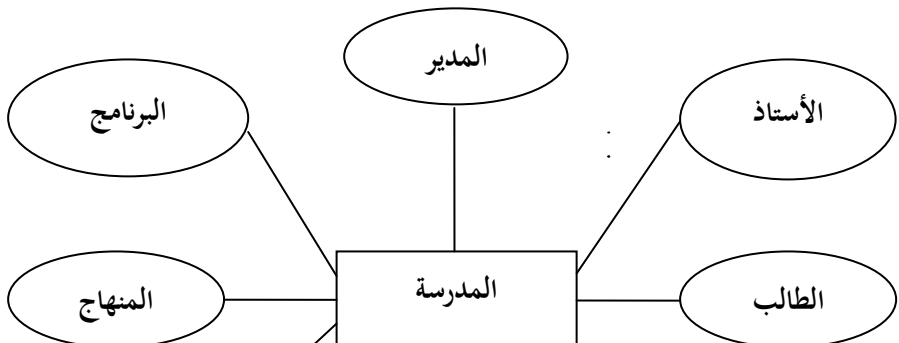 المدير
الأستاذ
البرنامج
المدرسة
الطالب
المنهاج